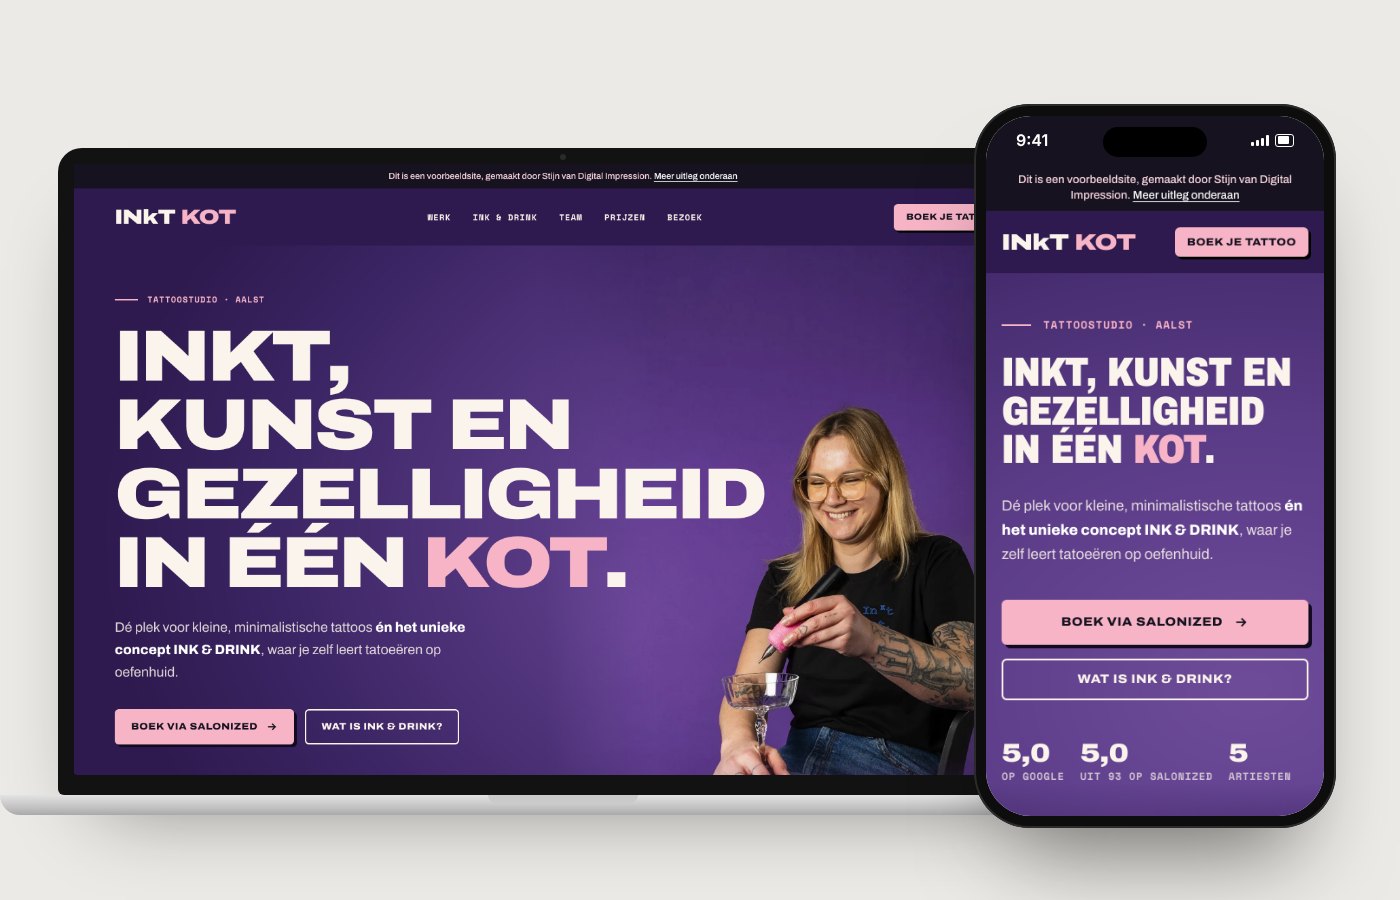 Dit is een voorbeeldsite, gemaakt door Stijn van Digital Impression. Meer uitleg onderaan
INkT KOT
WERK INK & DRINK TEAM PRIJZEN BEZOEK
BOEK JE TAT
TATTOOSTUDIO · AALST
INKT,
KUNST EN
GEZELLIGHEID
IN ÉÉN KOT.
Dé plek voor kleine, minimalistische tattoos én het unieke
concept INK & DRINK, waar je zelf leert tatoeëren op
oefenhuid.
BOEK VIA SALONIZED →
WAT IS INK & DRINK?
Inkt
9:41
Dit is een voorbeeldsite, gemaakt door Stijn van Digital
Impression. Meer uitleg onderaan
INkT KOT
BOEK JE TATTOO
TATTOOSTUDIO · AALST
INKT, KUNST EN
GEZELLIGHEID
IN ÉÉN KOT.
Dé plek voor kleine, minimalistische tattoos én
het unieke concept INK & DRINK, waar je
zelf leert tatoeëren op oefenhuid.
BOEK VIA SALONIZED →
WAT IS INK & DRINK?
5,0 5,0 5
OP GOOGLE UIT 93 OP SALONIZED ARTIESTEN